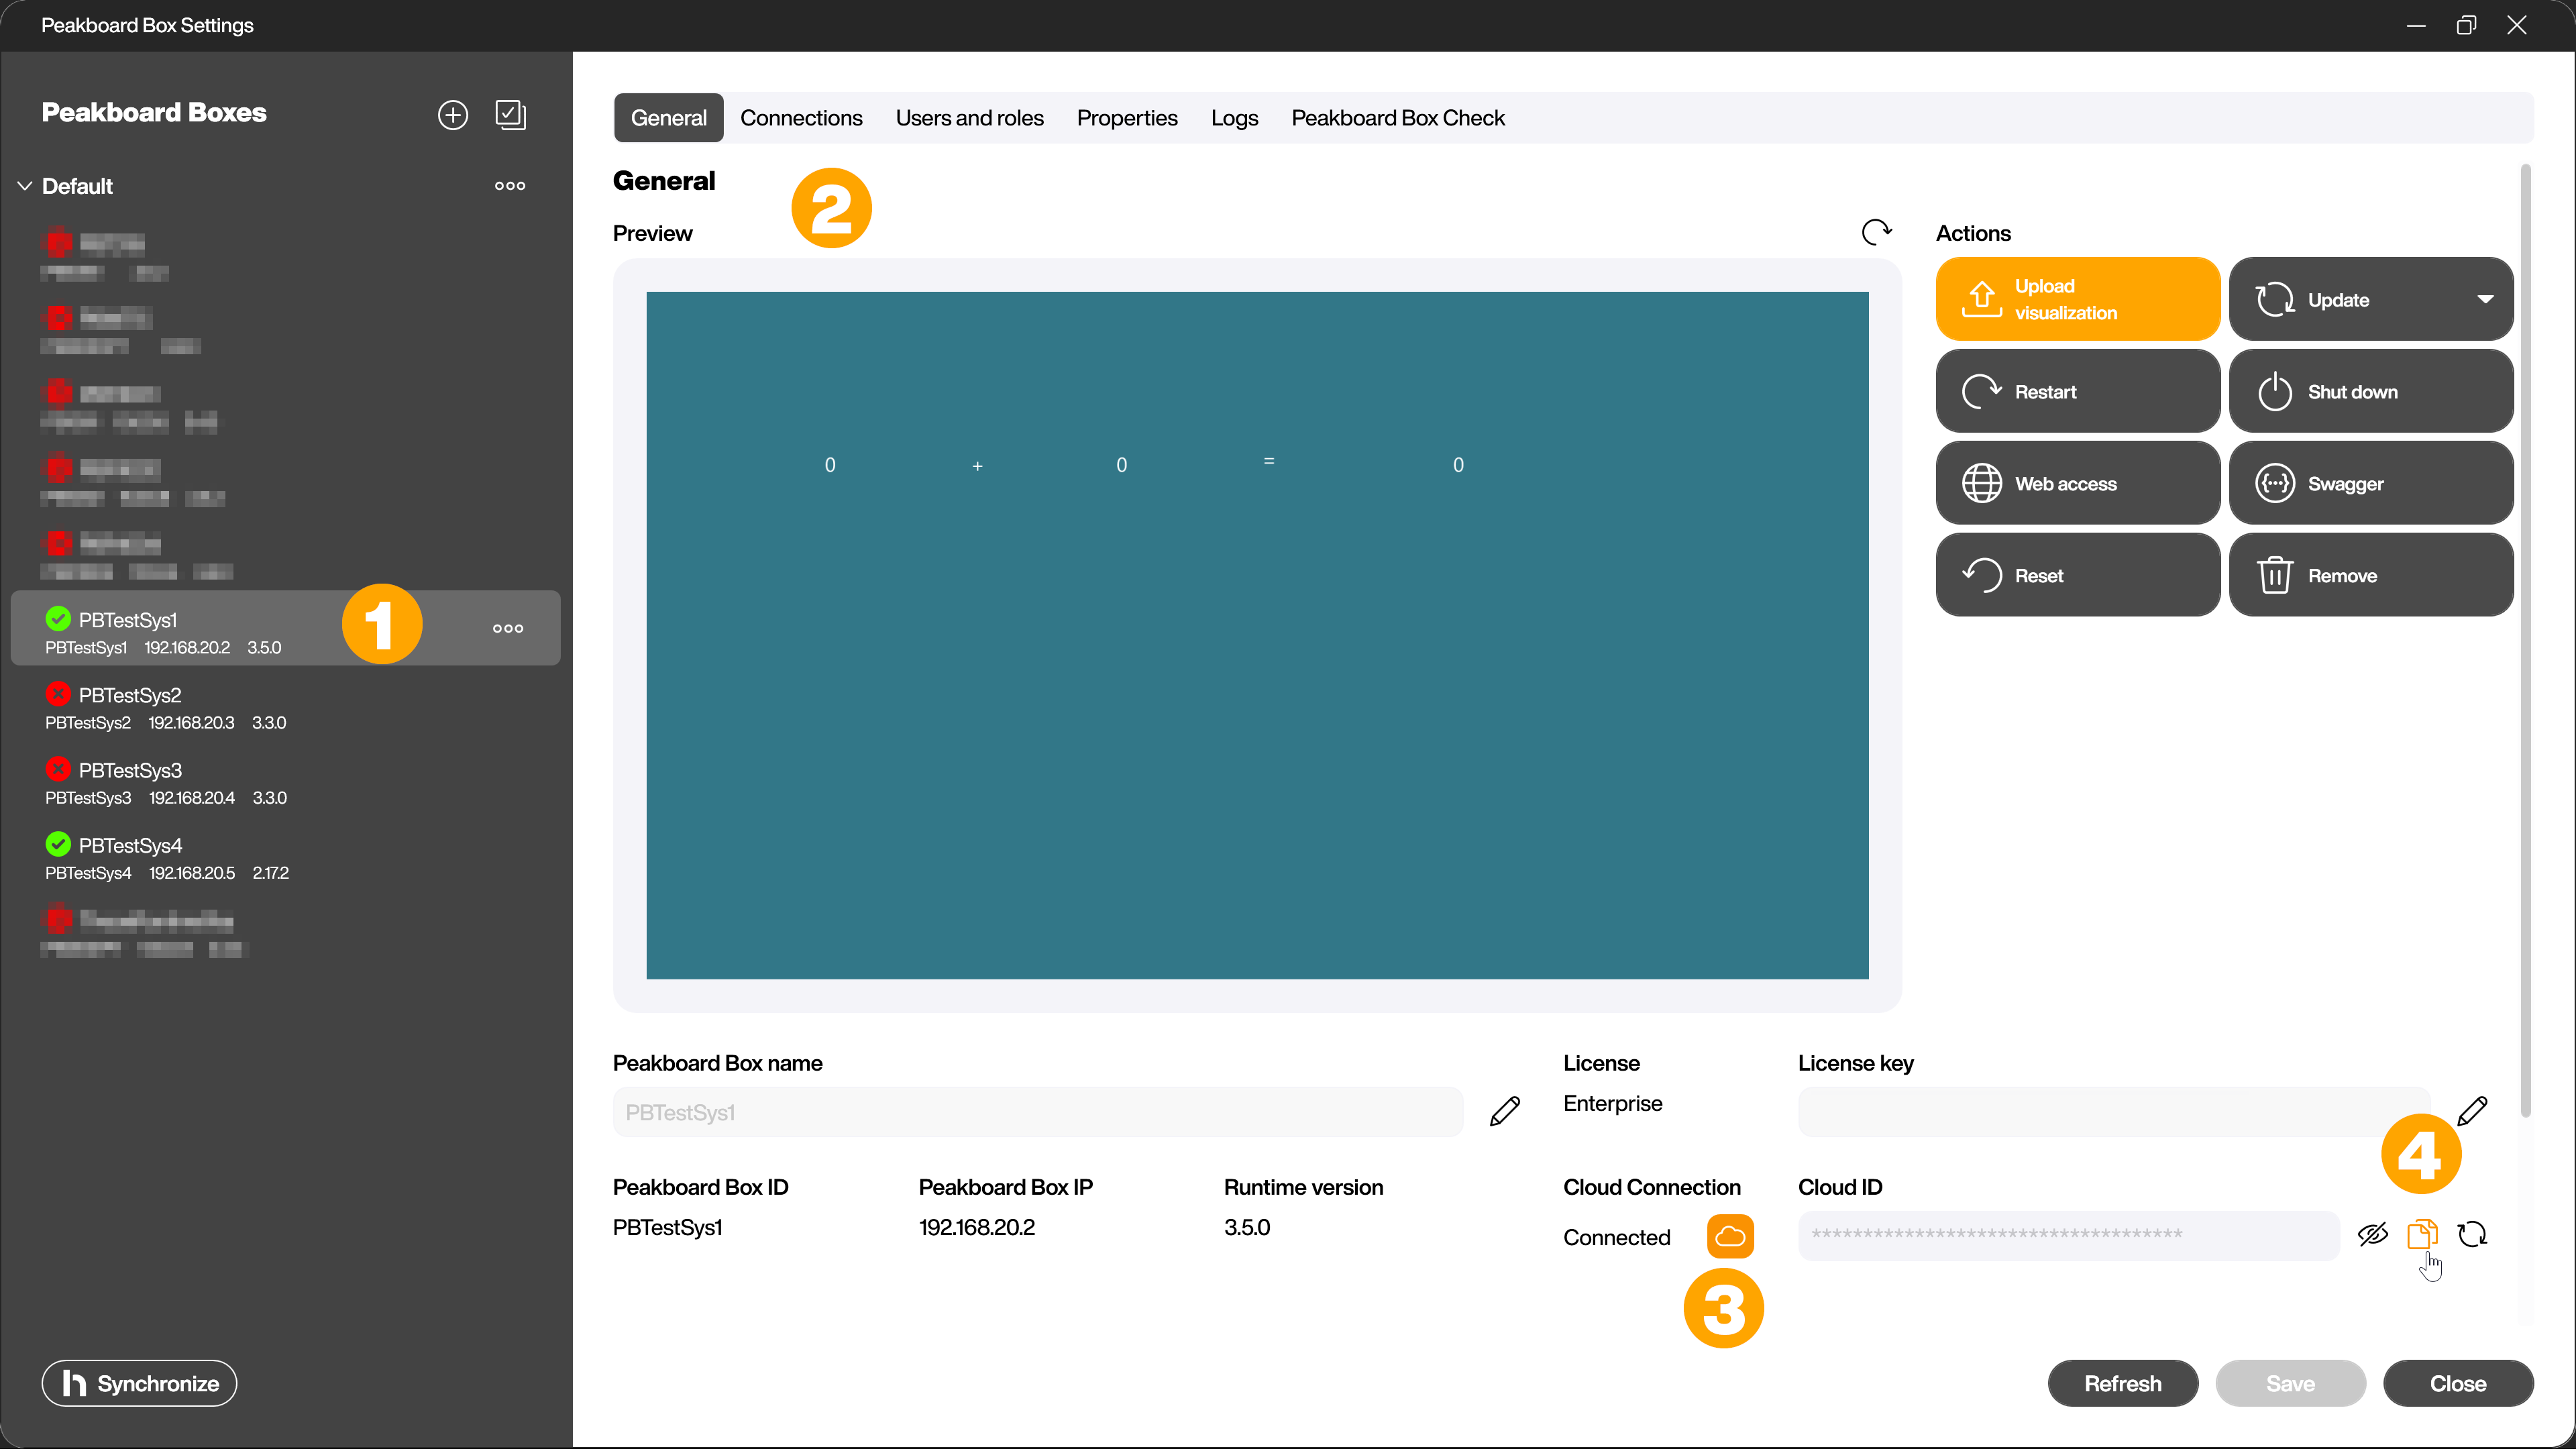 Peakboard Box Settings
Peakboard Boxes
Default
PBTestSys1
PBTestSys1 192.168.20.2 3.5.0
1
PBTestSys2
PBTestSys2 192.168.20.3 3.3.0
PBTestSys3
PBTestSys3 192.168.20.4 3.3.0
PBTestSys4
PBTestSys4 192.168.20.5 2.17.2
Synchronize
General Connections Users and roles Properties Logs Peakboard Box Check
General
2
Preview
0 + 0 = 0
Actions
Upload
visualization
Update
Restart
Shut down
Web access
Swagger
Reset
Remove
Peakboard Box name
PBTestSys1
License
Enterprise
License key
4
Peakboard Box ID
PBTestSys1
Peakboard Box IP
192.168.20.2
Runtime version
3.5.0
Cloud Connection
Connected
3
Cloud ID
************************************
Refresh
Save
Close